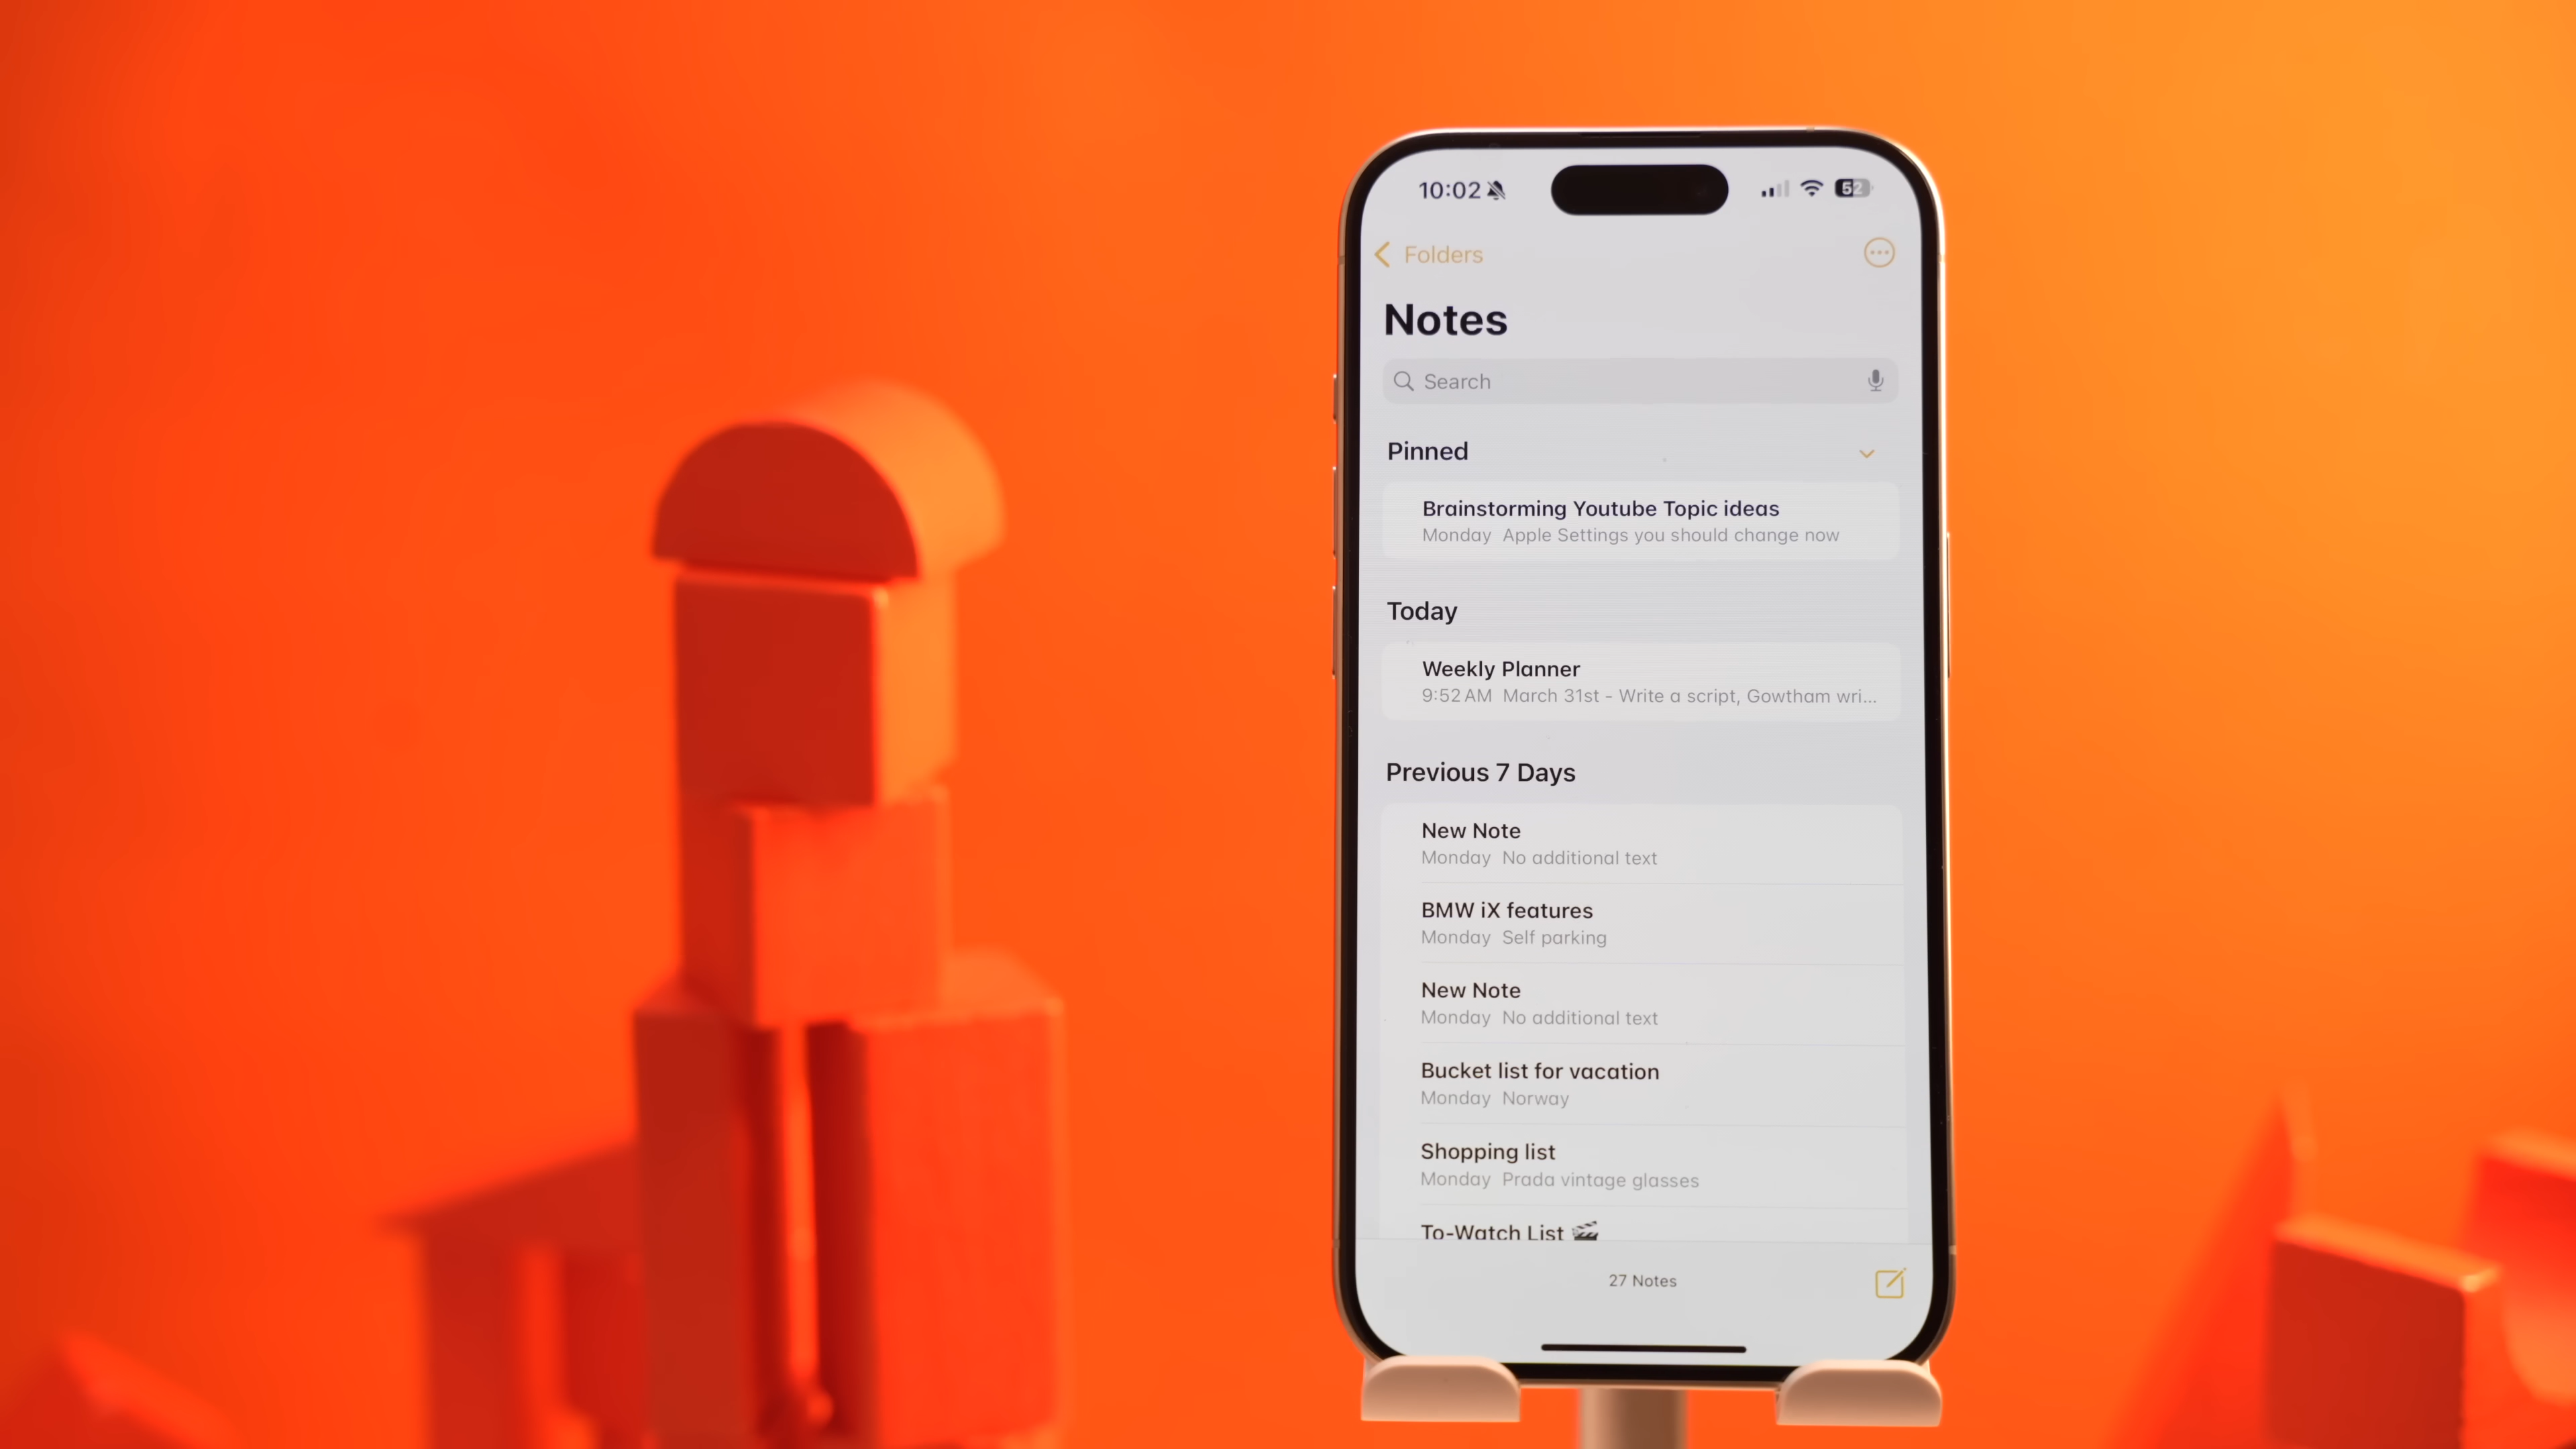 10:02
52
Folders
Notes
Search
Pinned
Brainstorming Youtube Topic ideas
Monday Apple Settings you should change now
Today
Weekly Planner
9:52 AM March 31st - Write a script, Gowtham wri...
Previous 7 Days
New Note
Monday No additional text
BMW iX features
Monday Self parking
New Note
Monday No additional text
Bucket list for vacation
Monday Norway
Shopping list
Monday Prada vintage glasses
To-Watch List 🎬
27 Notes